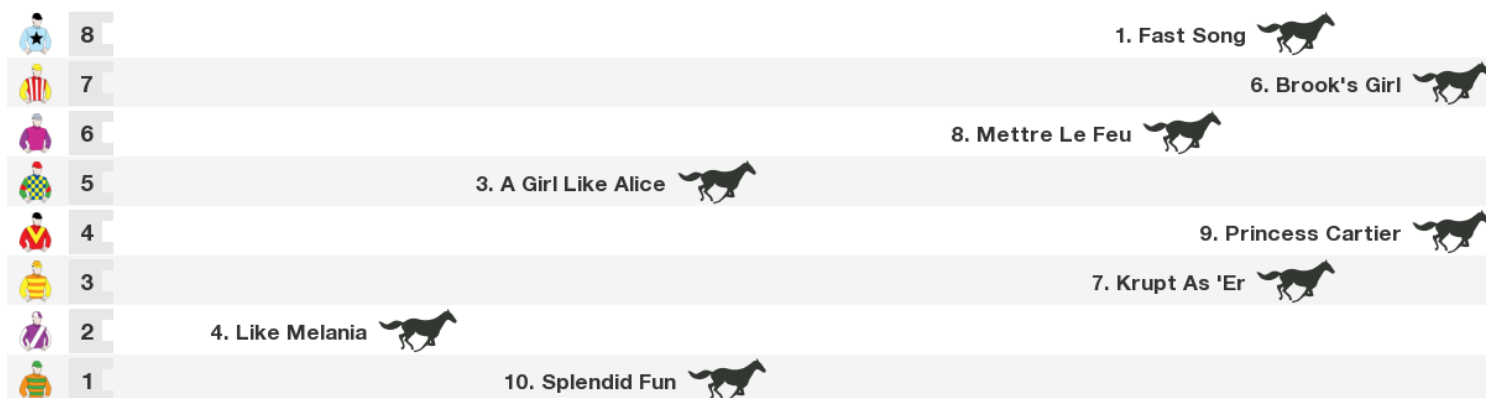 8 1. Fast Song
7 6. Brook's Girl
6 8. Mettre Le Feu
5 3. A Girl Like Alice
4 9. Princess Cartier
3 7. Krupt As 'Er
2 4. Like Melania
1 10. Splendid Fun